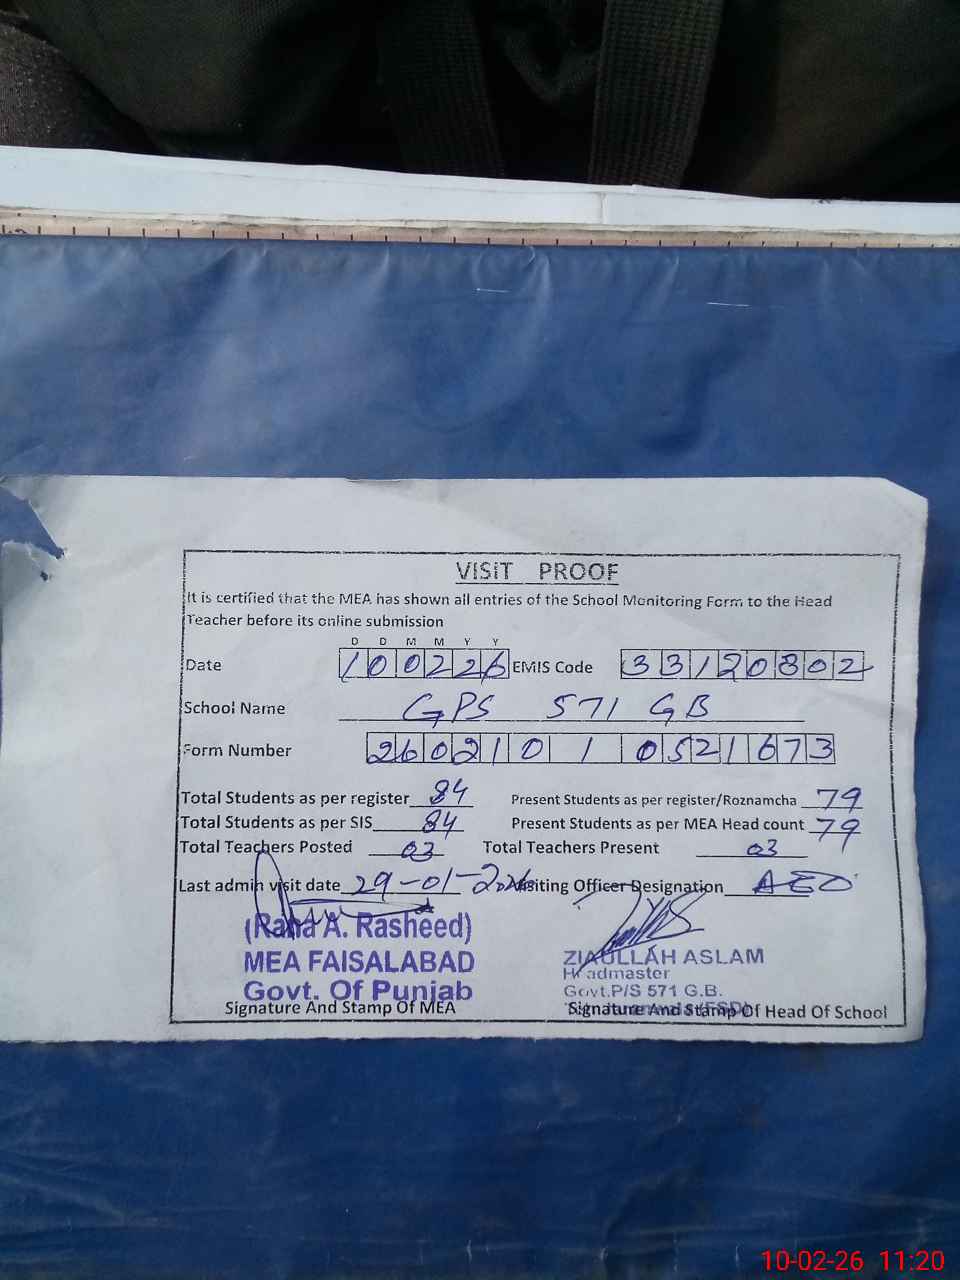 VISIT PROOF
It is certified that the MEA has shown all entries of the School Monitoring Form to the Head
Teacher before its online submission
D D M M Y Y
Date 100226 EMIS Code 33120802
School Name GPS 571 GB
Form Number 260210 1 0521673
Total Students as per register 84 Present Students as per register/Roznamcha 79
Total Students as per SIS 84 Present Students as per MEA Head count 79
Total Teachers Posted 03 Total Teachers Present 03
Last admin visit date 29-01-2026 Visiting Officer Designation AEO
(Rana A. Rasheed)
MEA FAISALABAD
Govt. Of Punjab
Signature And Stamp Of MEA
ZIAULLAH ASLAM
Headmaster
Govt.P/S 571 G.B.
(FSD)
Signature And Stamp Of Head Of School
10-02-26 11:20